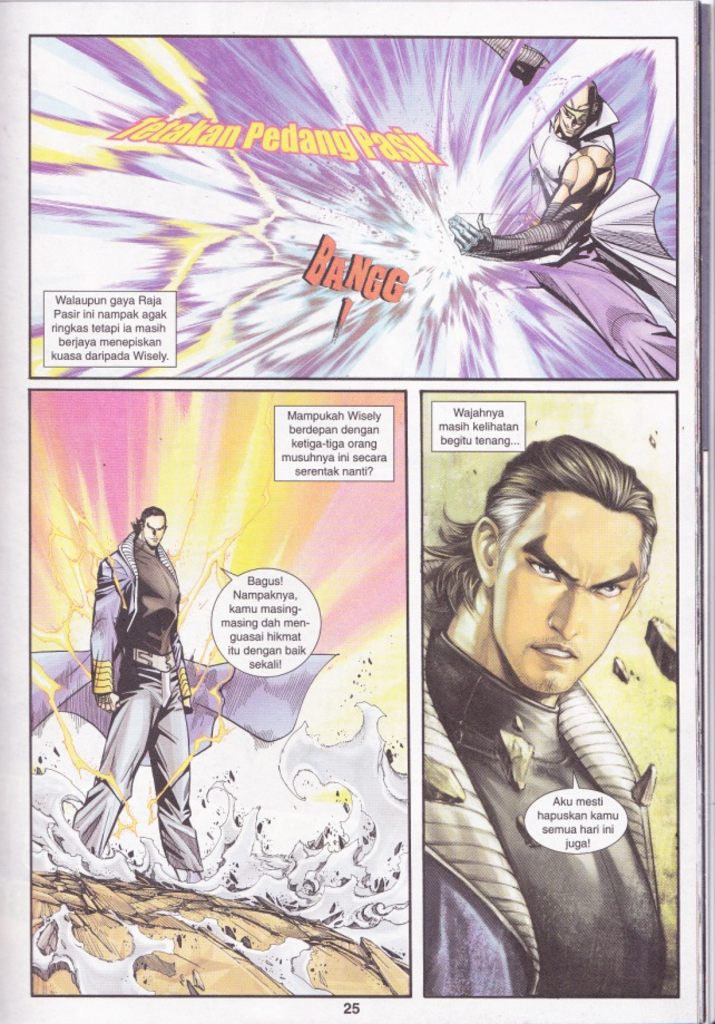 Tetakan Pedang Pasir
BANGG
!
Walaupun gaya Raja
Pasir ini nampak agak
ringkas tetapi ia masih
berjaya menepiskan
kuasa daripada Wisely.
Mampukah Wisely
berdepan dengan
ketiga-tiga orang
musuhnya ini secara
serentak nanti?
Bagus!
Nampaknya,
kamu masing-
masing dah men-
guasai hikmat
itu dengan baik
sekali!
Wajahnya
masih kelihatan
begitu tenang...
Aku mesti
hapuskan kamu
semua hari ini
juga!
25